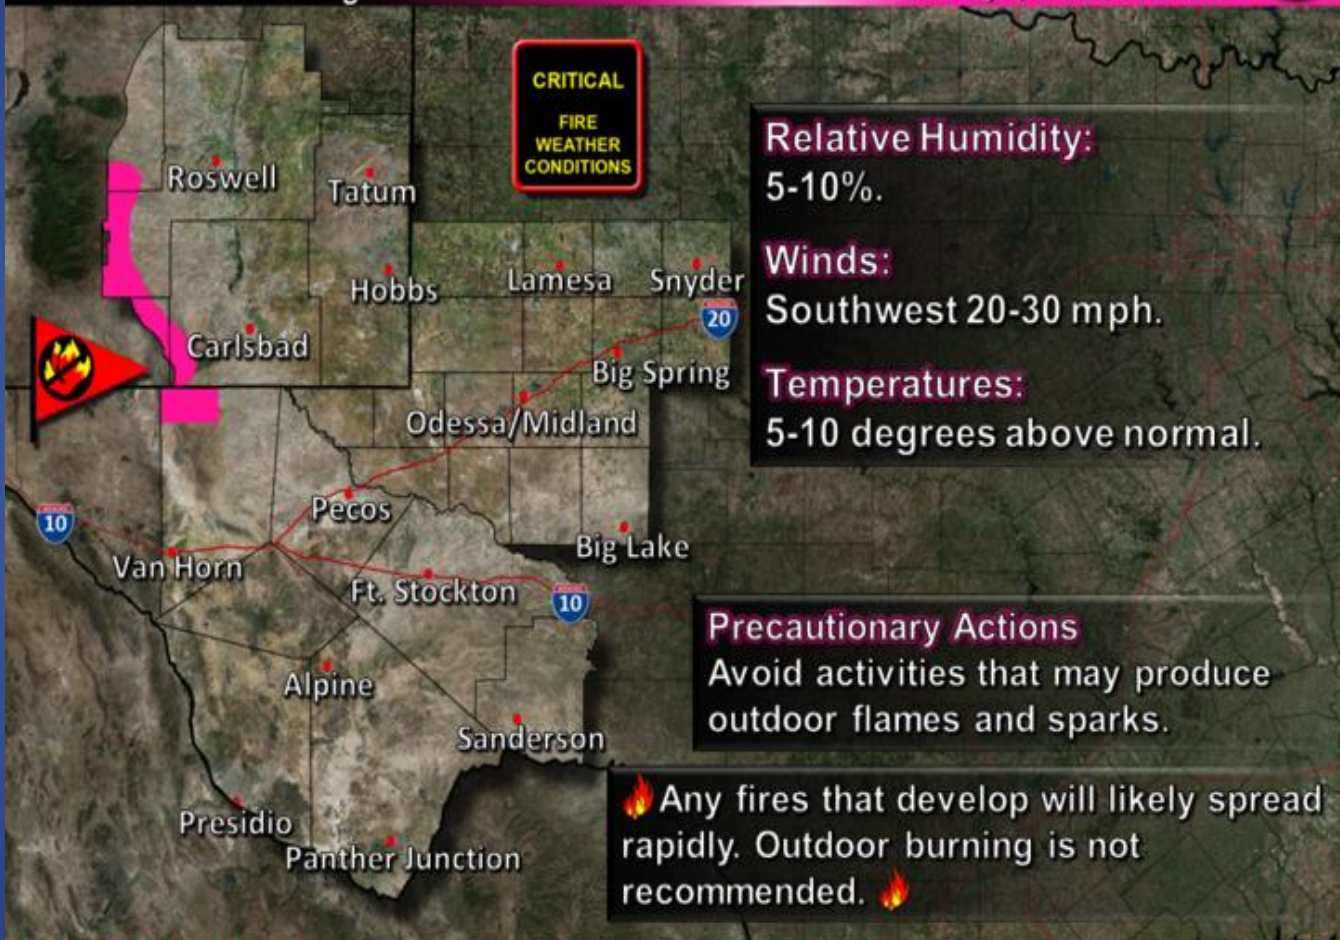 CRITICAL
FIRE
WEATHER
CONDITIONS
Relative Humidity:
5-10%.
Winds:
Southwest 20-30 mph.
Temperatures:
5-10 degrees above normal.
Roswell
Tatum
Hobbs
Lamesa
Snyder
20
Carlsbad
Big Spring
Odessa/Midland
Pecos
10
Van Horn
Big Lake
Ft. Stockton
10
Alpine
Sanderson
Presidio
Panther Junction
Precautionary Actions
Avoid activities that may produce
outdoor flames and sparks.
Any fires that develop will likely spread
rapidly. Outdoor burning is not
recommended.